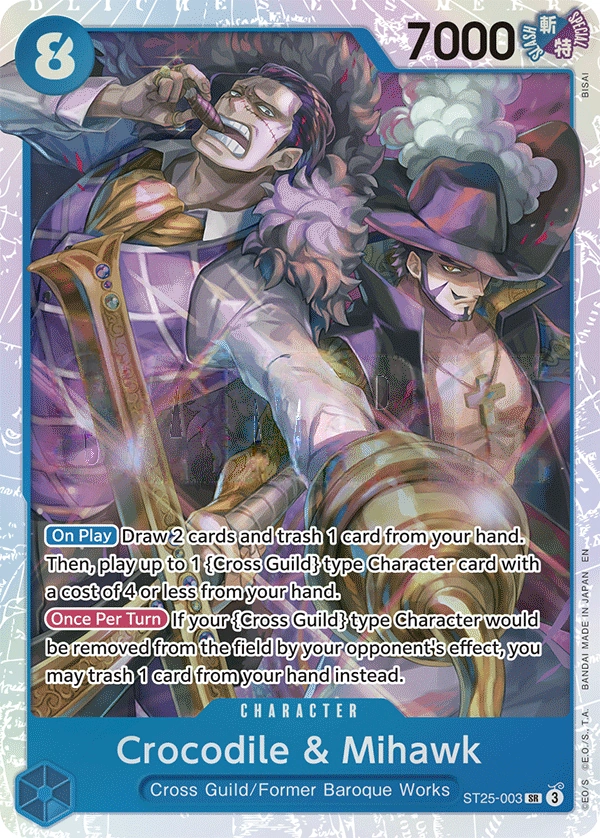 8
7000
斬
特
SLASH
SPECIAL
BISAI
On Play Draw 2 cards and trash 1 card from your hand.
Then, play up to 1 {Cross Guild} type Character card with
a cost of 4 or less from your hand.
Once Per Turn If your {Cross Guild} type Character would
be removed from the field by your opponent's effect, you
may trash 1 card from your hand instead.
CHARACTER
Crocodile & Mihawk
Cross Guild/Former Baroque Works
ST25-003 SR 3
©E.O/S ©E.O./S., T.A. BANDAI MADE IN JAPAN EN